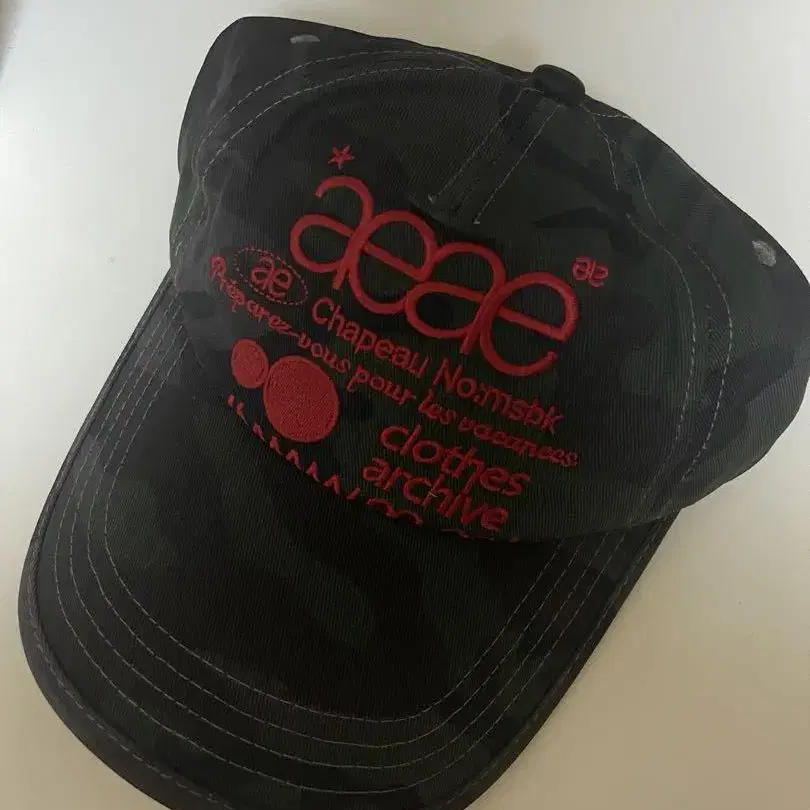 aeae
ae
ae
Chapeau No:msbk
Préparez-vous pour les vacances
clothes
archive